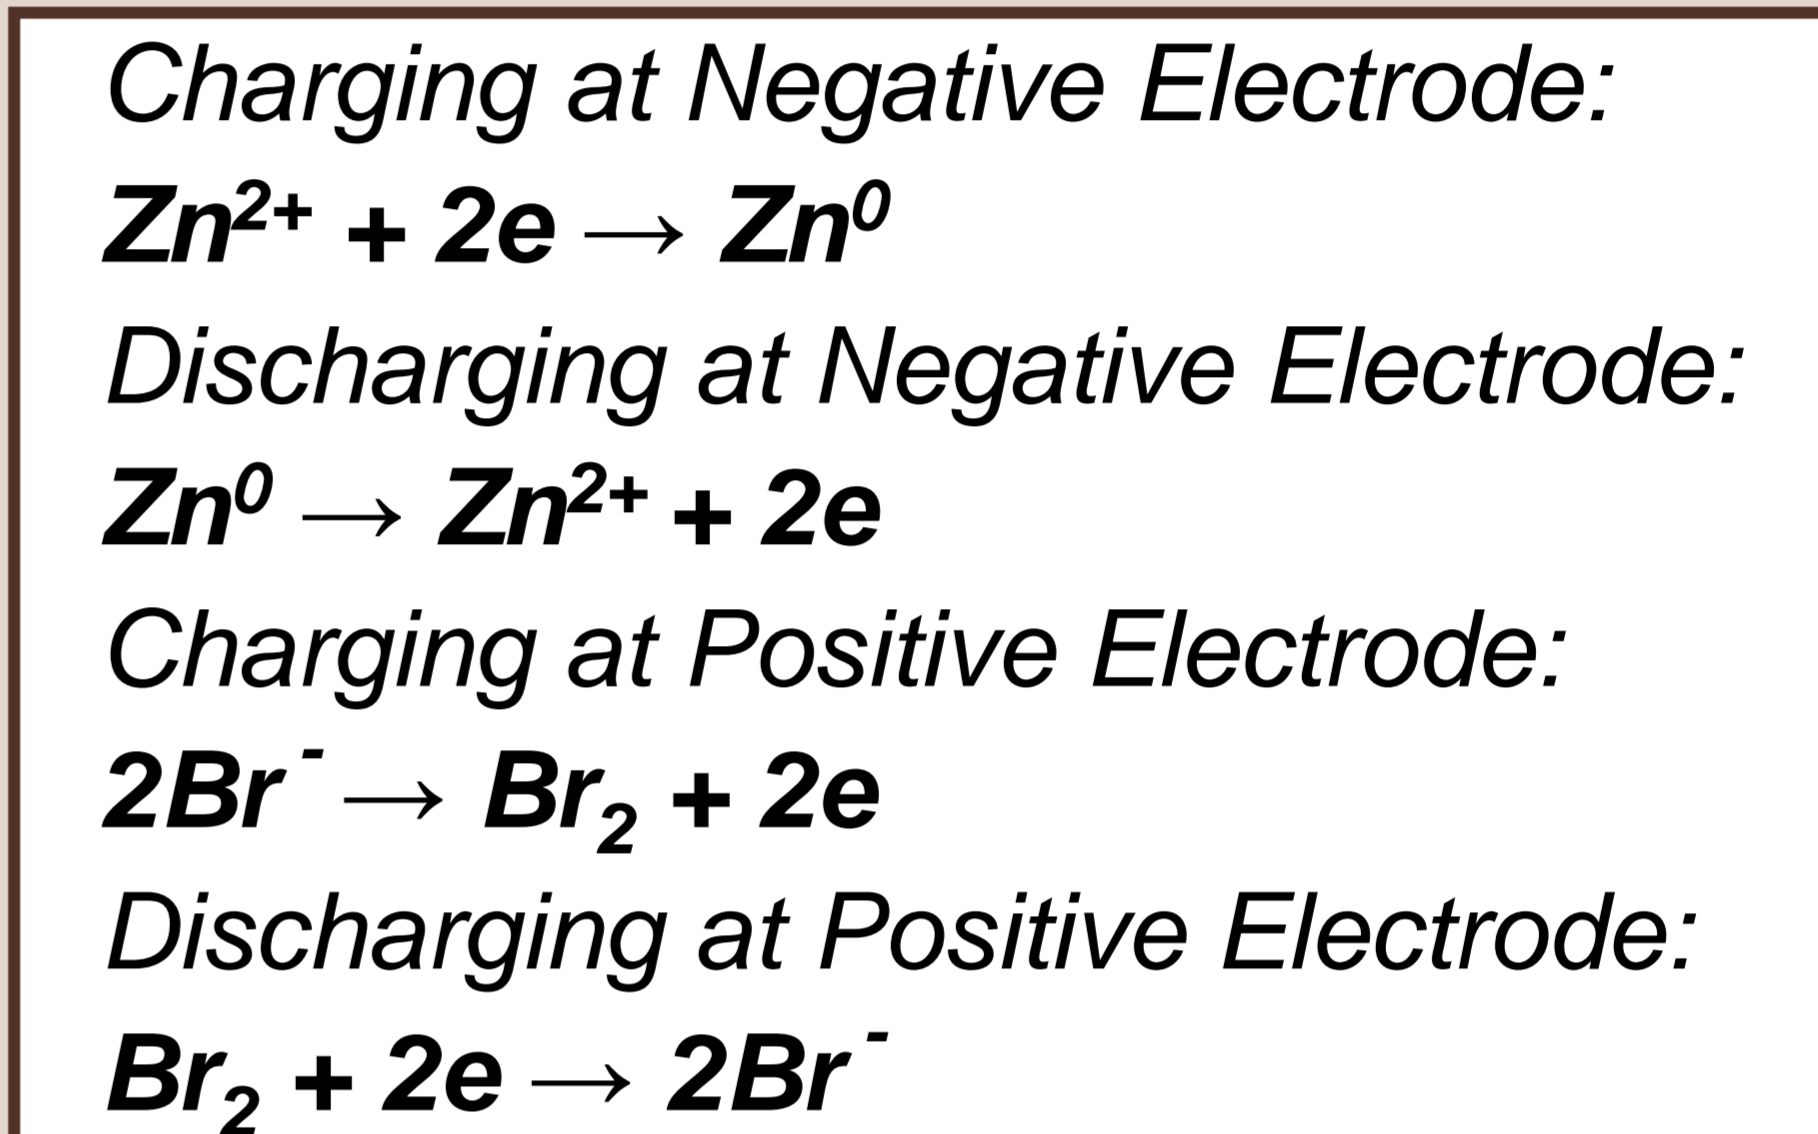 Charging at Negative Electrode:
Zn²⁺ + 2e → Zn⁰
Discharging at Negative Electrode:
Zn⁰ → Zn²⁺ + 2e
Charging at Positive Electrode:
2Br⁻ → Br₂ + 2e
Discharging at Positive Electrode:
Br₂ + 2e → 2Br⁻